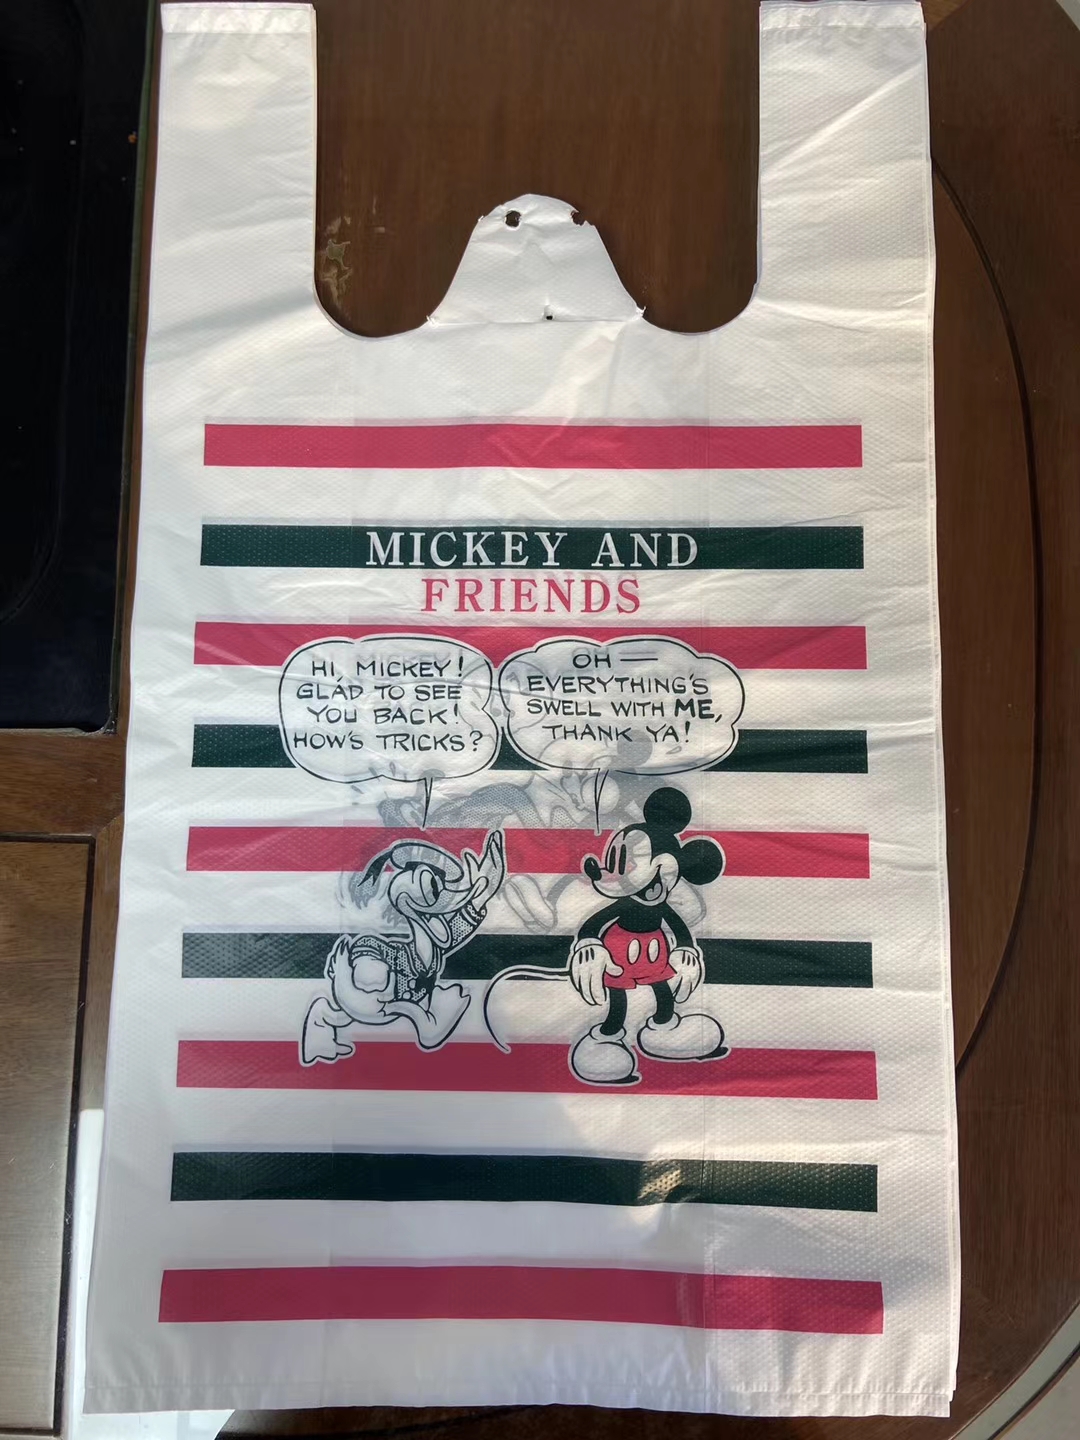 MICKEY AND
FRIENDS
HI, MICKEY!
GLAD TO SEE
YOU BACK!
HOW'S TRICKS?
OH —
EVERYTHING'S
SWELL WITH ME,
THANK YA!